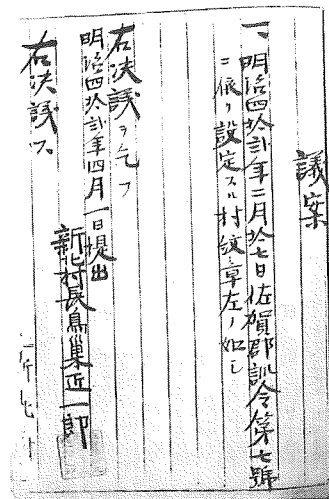 議案
一、明治四拾弐年二月拾七日佐賀郡訓令第七號
ニ依リ設定スル村紋章左ノ如シ
右決議ヲ乞フ
明治四拾弐年四月一日提出
新北村長鳥巣近一郎
右決議ス